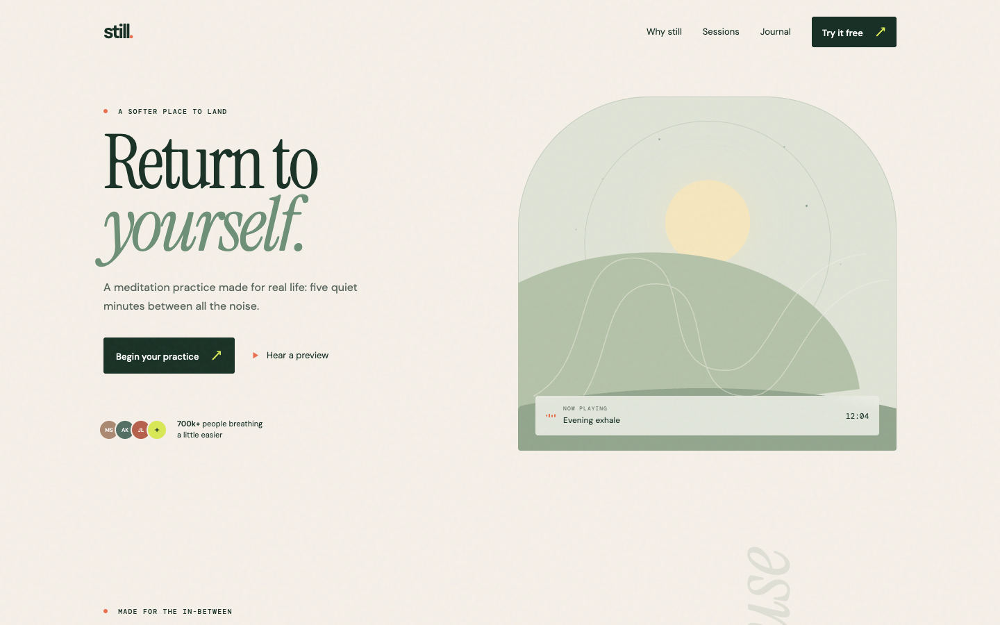 still.
Why still
Sessions
Journal
Try it free
A SOFTER PLACE TO LAND
Return to
yourself.
A meditation practice made for real life: five quiet
minutes between all the noise.
Begin your practice
Hear a preview
MS
AK
JL
+
700k+ people breathing
a little easier
NOW PLAYING
Evening exhale
12:04
MADE FOR THE IN-BETWEEN